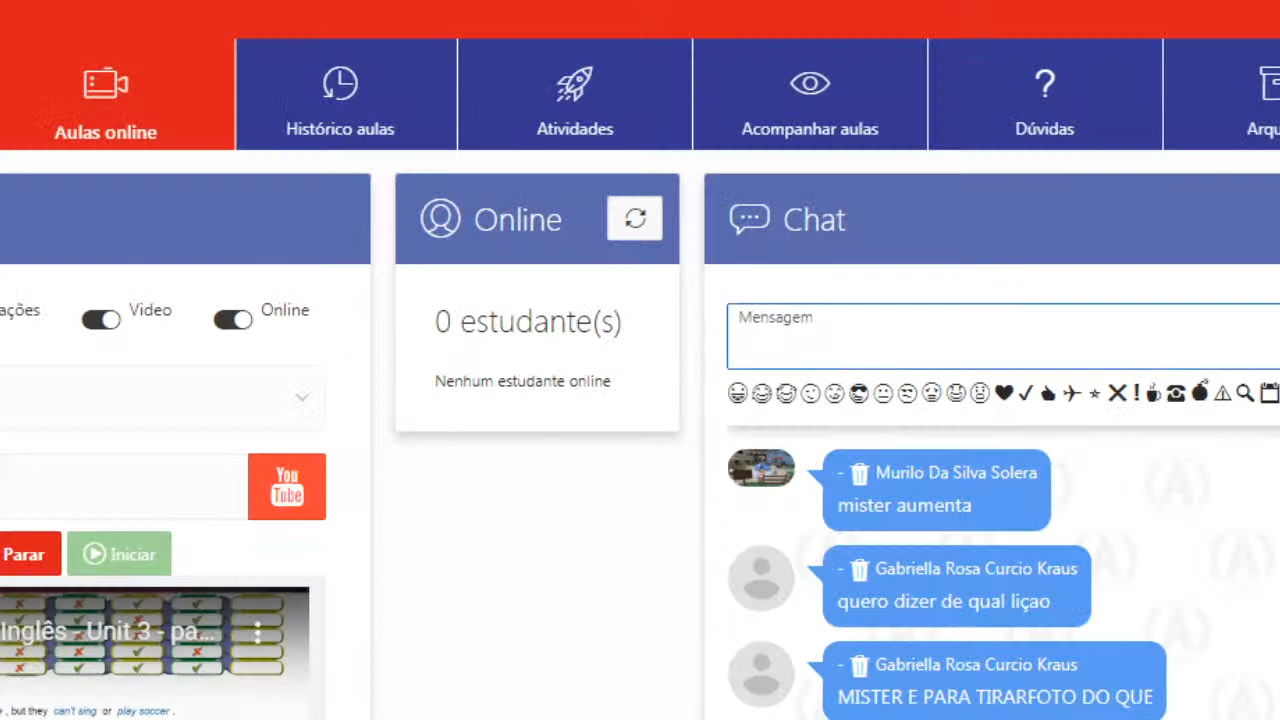 Aulas online
Histórico aulas
Atividades
Acompanhar aulas
?
Dúvidas
Arqu
ações
Video
Online
You
Tube
Parar
Iniciar
Inglês - Unit 3 - pa...
, but they can't sing or play soccer .
Online
0 estudante(s)
Nenhum estudante online
Chat
Mensagem
- Murilo Da Silva Solera
mister aumenta
- Gabriella Rosa Curcio Kraus
quero dizer de qual liçao
- Gabriella Rosa Curcio Kraus
MISTER E PARA TIRARFOTO DO QUE